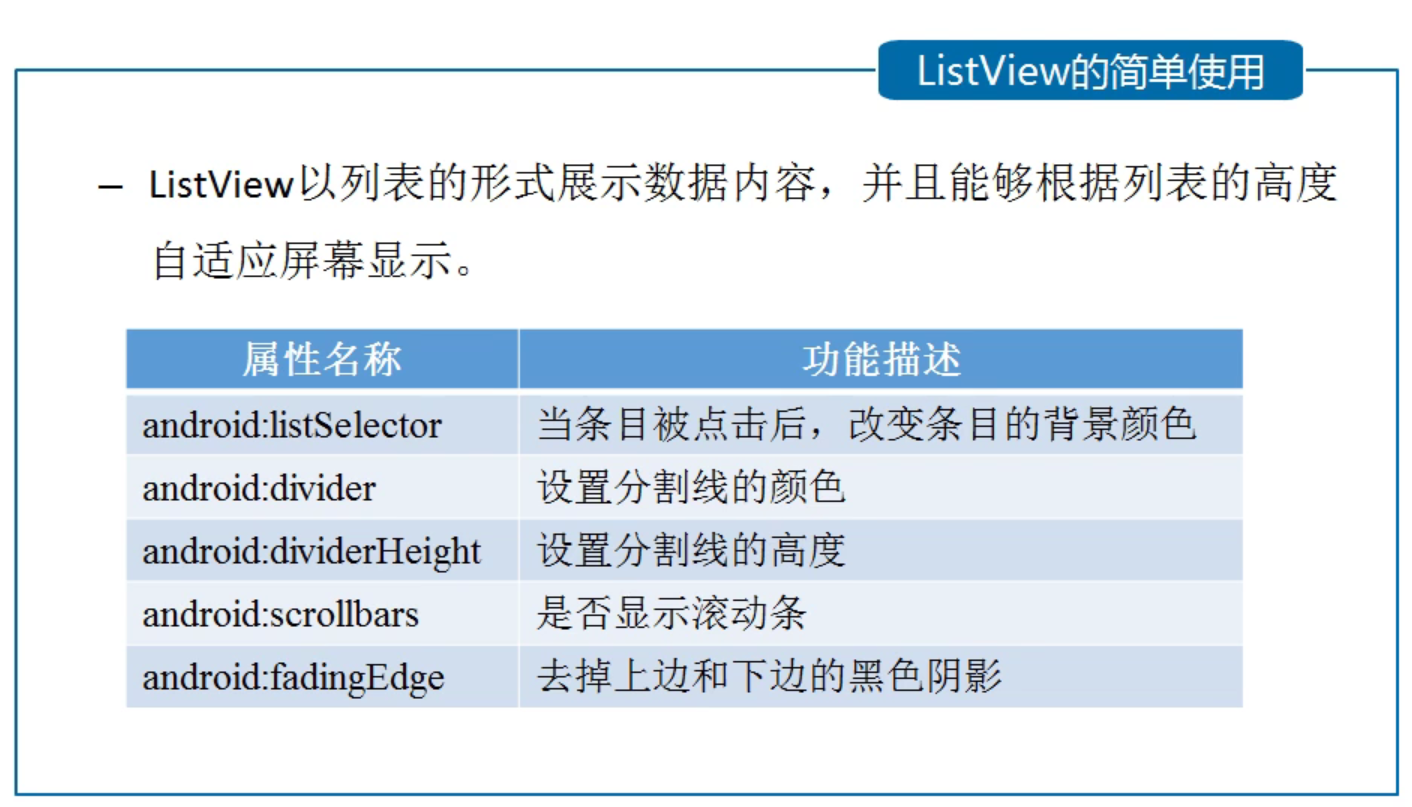 ListView的简单使用
– ListView以列表的形式展示数据内容，并且能够根据列表的高度
自适应屏幕显示。
属性名称 功能描述
android:listSelector 当条目被点击后，改变条目的背景颜色
android:divider 设置分割线的颜色
android:dividerHeight 设置分割线的高度
android:scrollbars 是否显示滚动条
android:fadingEdge 去掉上边和下边的黑色阴影